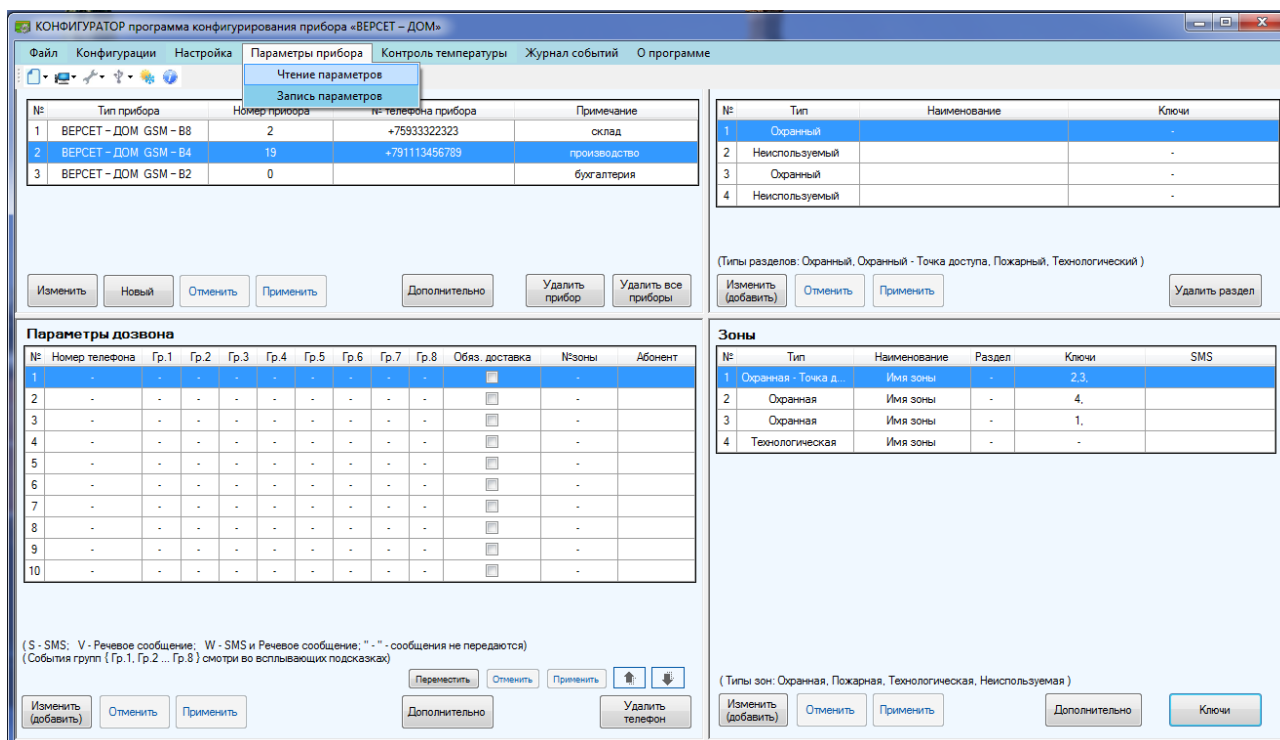 КОНФИГУРАТОР программа конфигурирования прибора «ВЕРСЕТ – ДОМ»
Файл Конфигурации Настройка Параметры прибора Контроль температуры Журнал событий О программе
Чтение параметров
Запись параметров
№ Тип прибора Номер прибора № телефона прибора Примечание
1 ВЕРСЕТ – ДОМ GSM – B8 2 +75933322323 склад
2 ВЕРСЕТ – ДОМ GSM – B4 19 +791113456789 производство
3 ВЕРСЕТ – ДОМ GSM – B2 0 бухгалтерия
Изменить Новый Отменить Применить Дополнительно Удалить прибор Удалить все приборы
№ Тип Наименование Ключи
1 Охранный -
2 Неиспользуемый -
3 Охранный -
4 Неиспользуемый -
(Типы разделов: Охранный, Охранный - Точка доступа, Пожарный, Технологический )
Изменить (добавить) Отменить Применить Удалить раздел
Параметры дозвона
№ Номер телефона Гр.1 Гр.2 Гр.3 Гр.4 Гр.5 Гр.6 Гр.7 Гр.8 Обяз. доставка №зоны Абонент
1 - - - - - - - - - -
2 - - - - - - - - - -
3 - - - - - - - - - -
4 - - - - - - - - - -
5 - - - - - - - - - -
6 - - - - - - - - - -
7 - - - - - - - - - -
8 - - - - - - - - - -
9 - - - - - - - - - -
10 - - - - - - - - - -
( S - SMS; V - Речевое сообщение; W - SMS и Речевое сообщение; " - " - сообщения не передаются)
(События групп { Гр.1, Гр.2 ... Гр.8 } смотри во всплывающих подсказках)
Переместить Отменить Применить
Изменить (добавить) Отменить Применить Дополнительно Удалить телефон
Зоны
№ Тип Наименование Раздел Ключи SMS
1 Охранная - Точка д... Имя зоны - 2,3,
2 Охранная Имя зоны - 4,
3 Охранная Имя зоны - 1,
4 Технологическая Имя зоны - -
( Типы зон: Охранная, Пожарная, Технологическая, Неиспользуемая )
Изменить (добавить) Отменить Применить Дополнительно Ключи